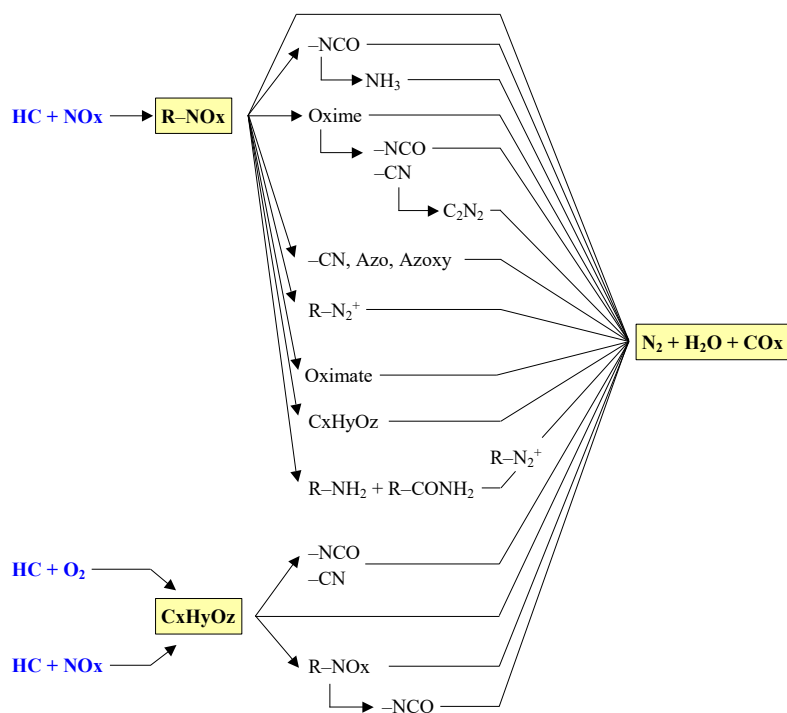 –NCO
NH₃
HC + NOx
R–NOx
Oxime
–NCO
–CN
C₂N₂
–CN, Azo, Azoxy
R–N₂⁺
N₂ + H₂O + COx
Oximate
CxHyOz
R–N₂⁺
R–NH₂ + R–CONH₂
–NCO
HC + O₂
–CN
CxHyOz
HC + NOx
R–NOx
–NCO